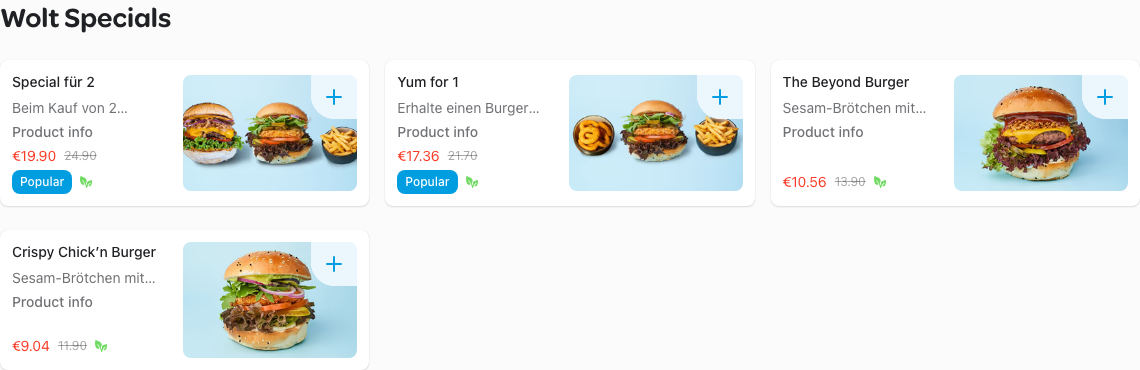 Wolt Specials
Special für 2
Beim Kauf von 2...
Product info
€19.90 24.90
Popular
Yum for 1
Erhalte einen Burger...
Product info
€17.36 21.70
Popular
The Beyond Burger
Sesam-Brötchen mit...
Product info
€10.56 13.90
Crispy Chick’n Burger
Sesam-Brötchen mit...
Product info
€9.04 11.90